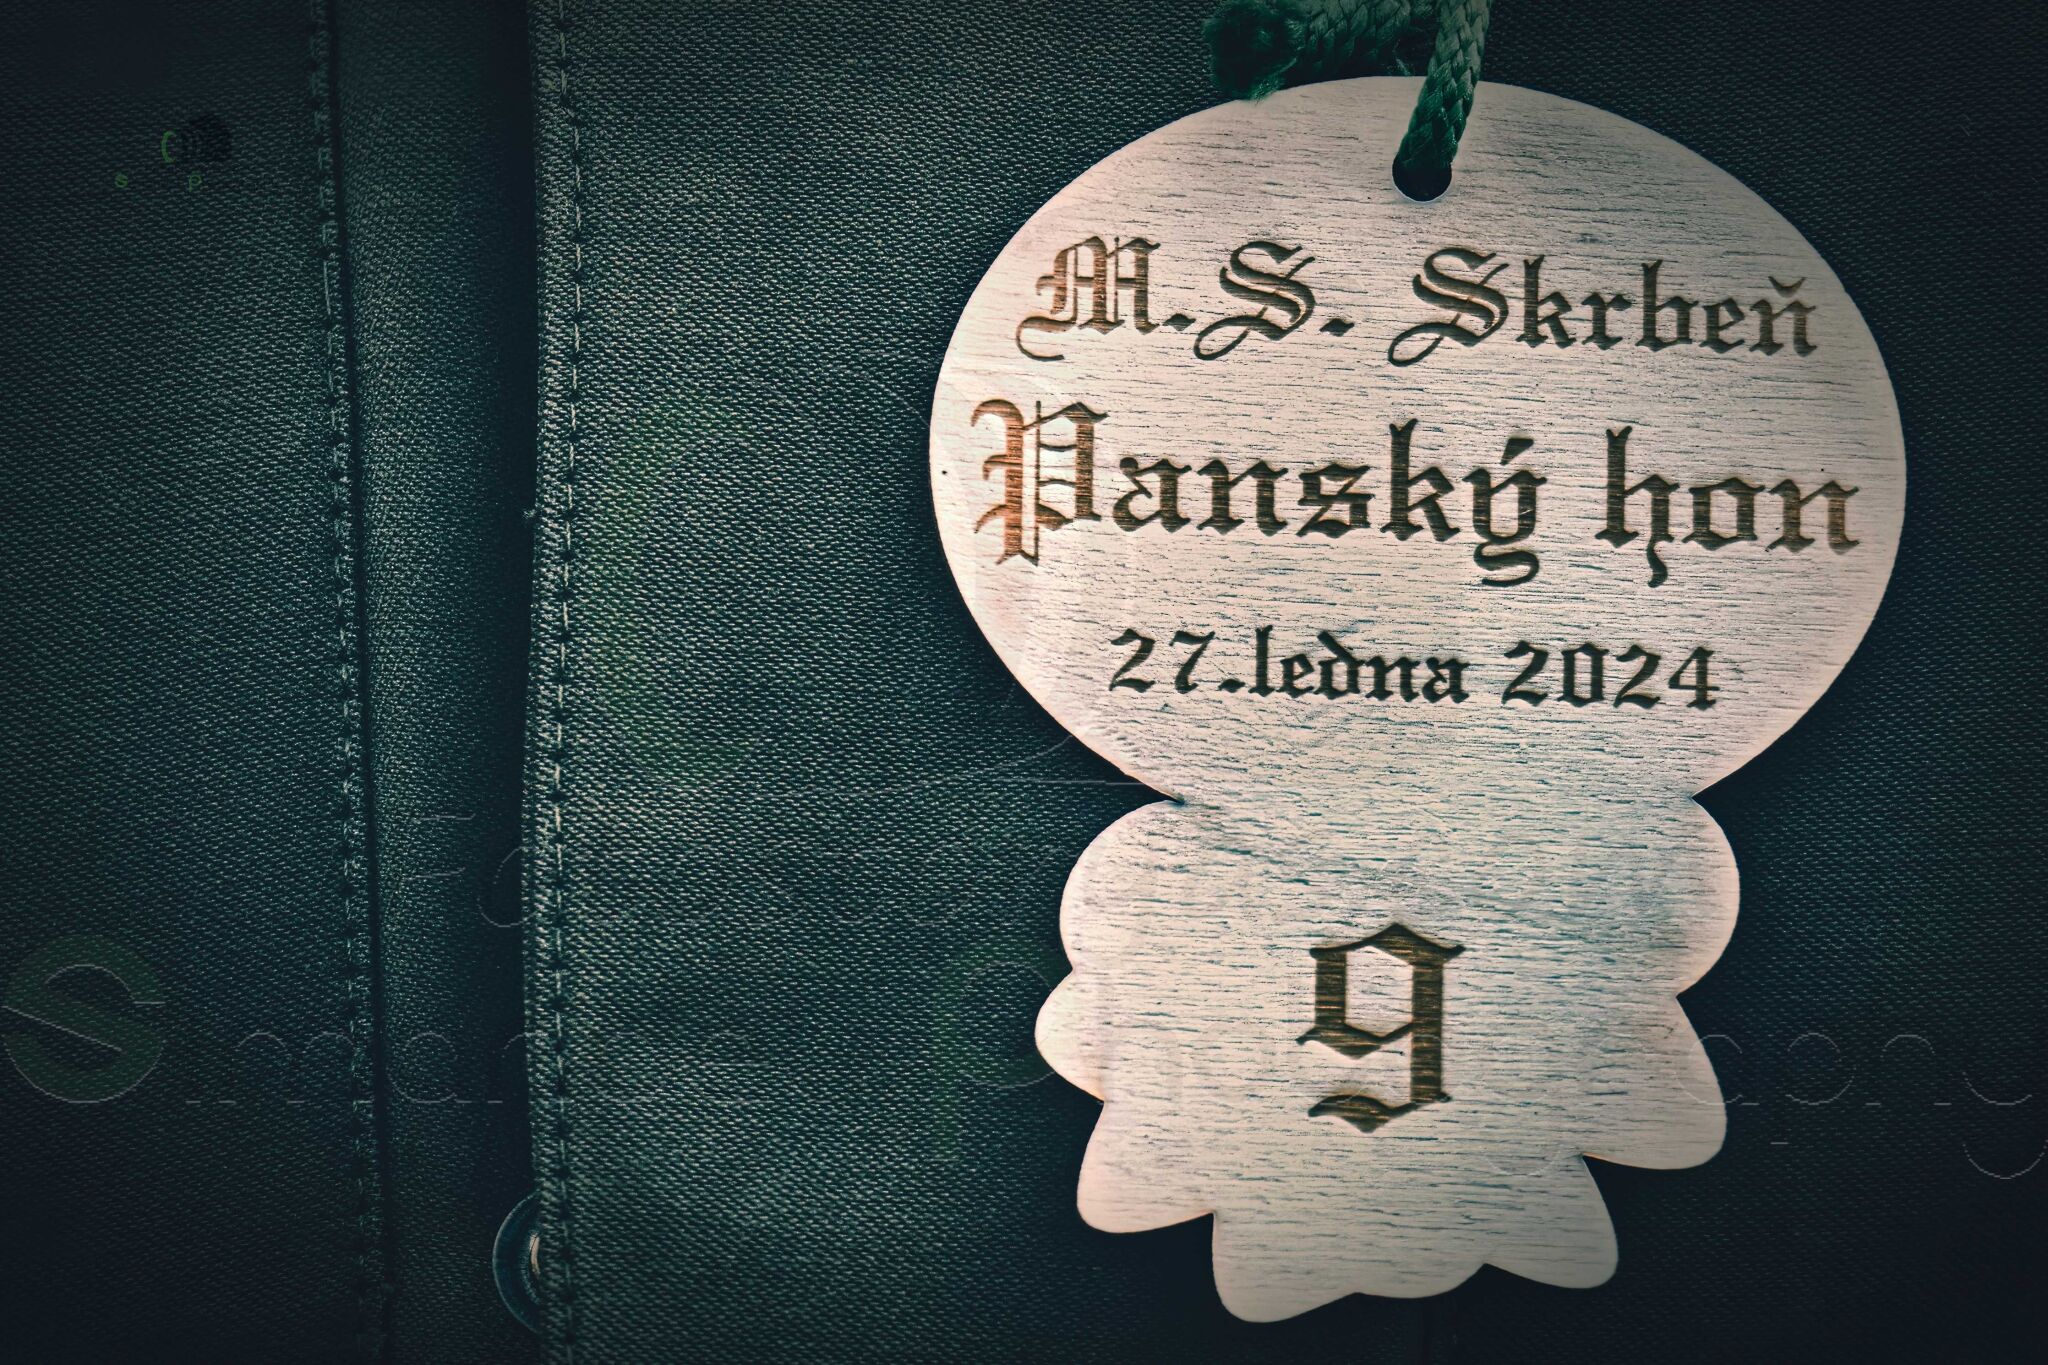 M.S. Skrbeň
Panský hon
27.ledna 2024
9